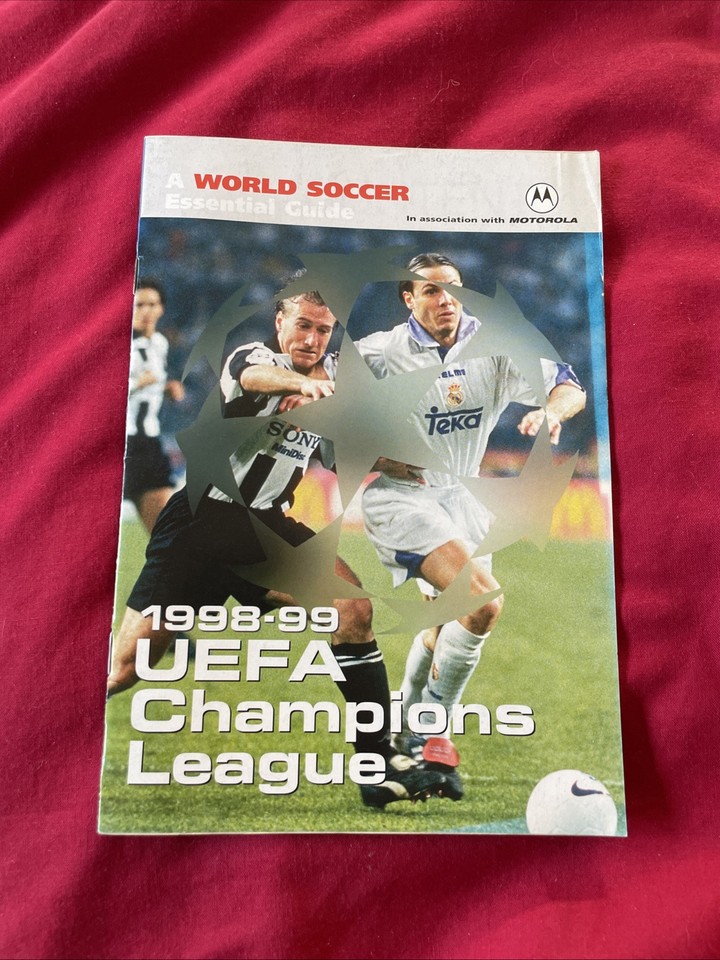 A WORLD SOCCER
Essential Guide
In association with MOTOROLA
SONY
MiniDisc
Teka
1998-99
UEFA
Champions
League